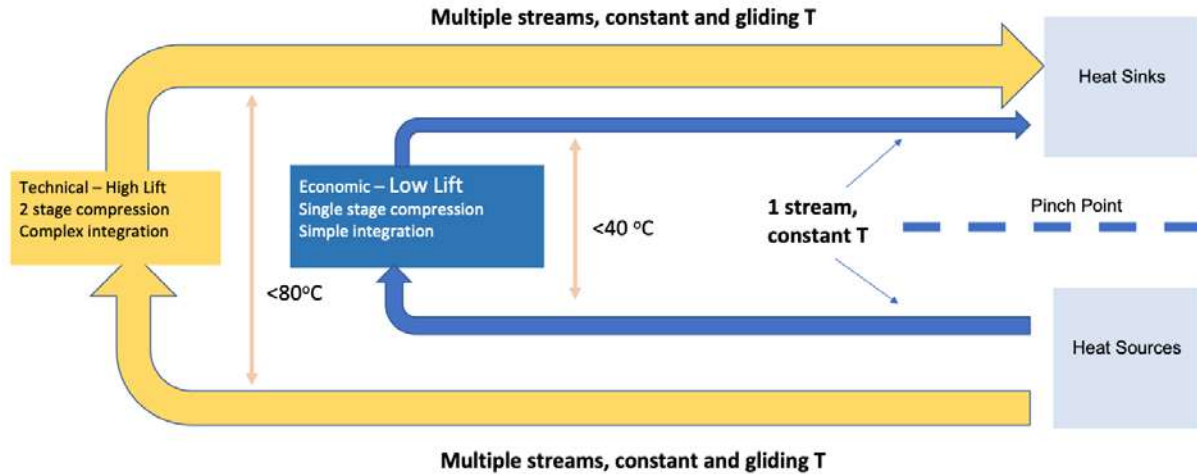 Multiple streams, constant and gliding T
Heat Sinks
Technical – High Lift
2 stage compression
Complex integration
Economic – Low Lift
Single stage compression
Simple integration
<40 °C
1 stream,
constant T
Pinch Point
<80°C
Heat Sources
Multiple streams, constant and gliding T